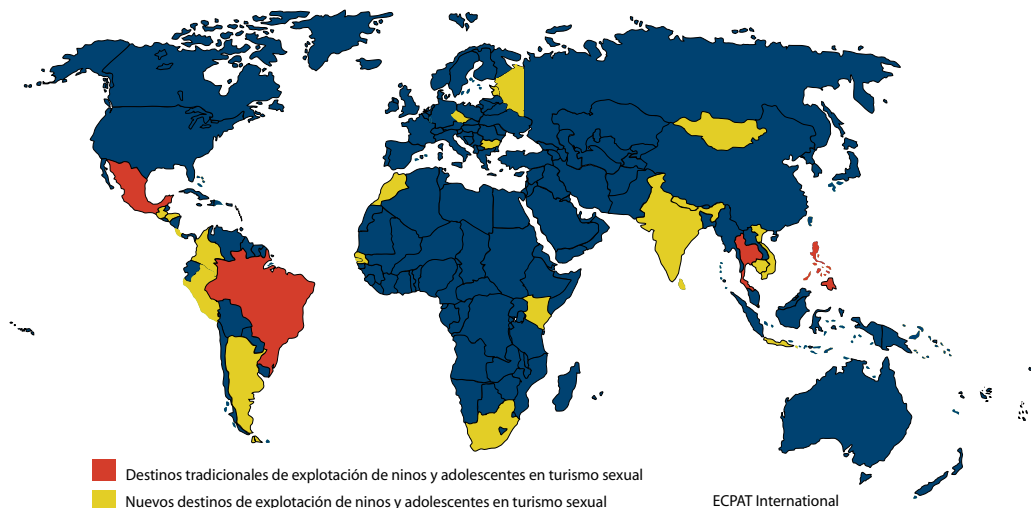 Destinos tradicionales de explotación de ninos y adolescentes en turismo sexual
Nuevos destinos de explotación de ninos y adolescentes en turismo sexual
ECPAT International